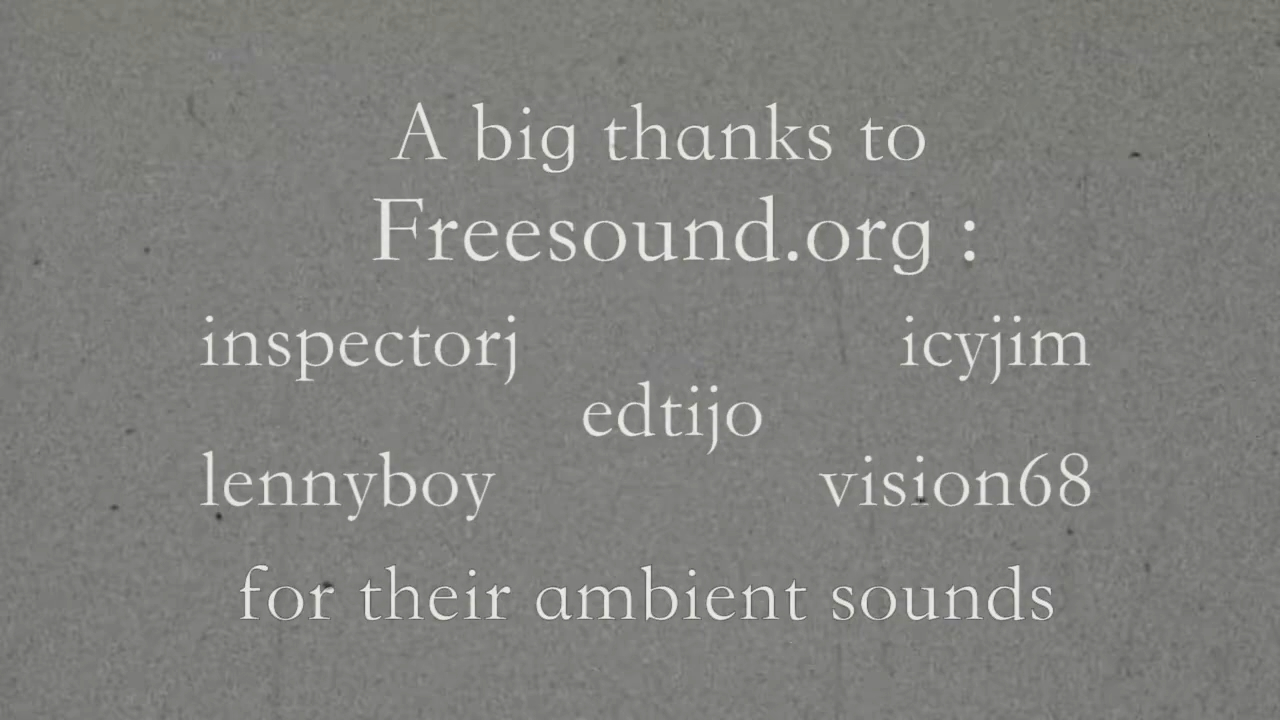 A big thanks to
Freesound.org :
inspectorj icyjim
edtijo
lennyboy vision68
for their ambient sounds